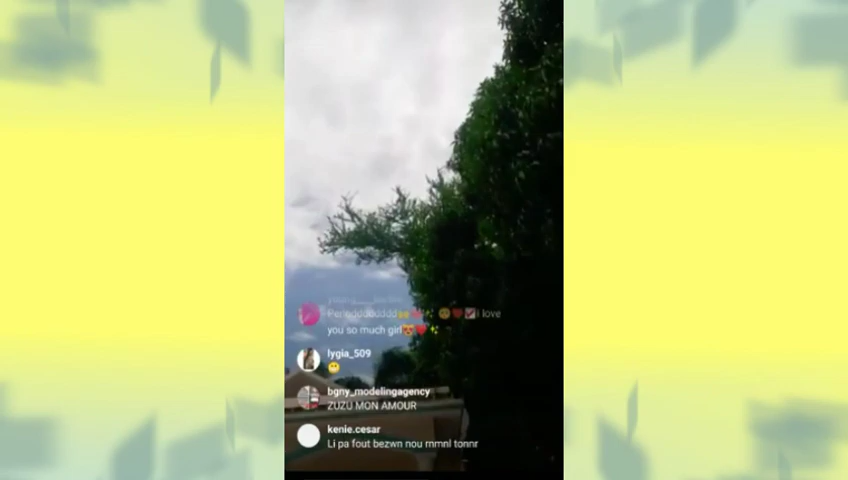 i love
you so much girl
lygia_509
bgny_modelingagency
ZUZU MON AMOUR
kenie.cesar
Li pa fout bezwn nou mmnl tonnr